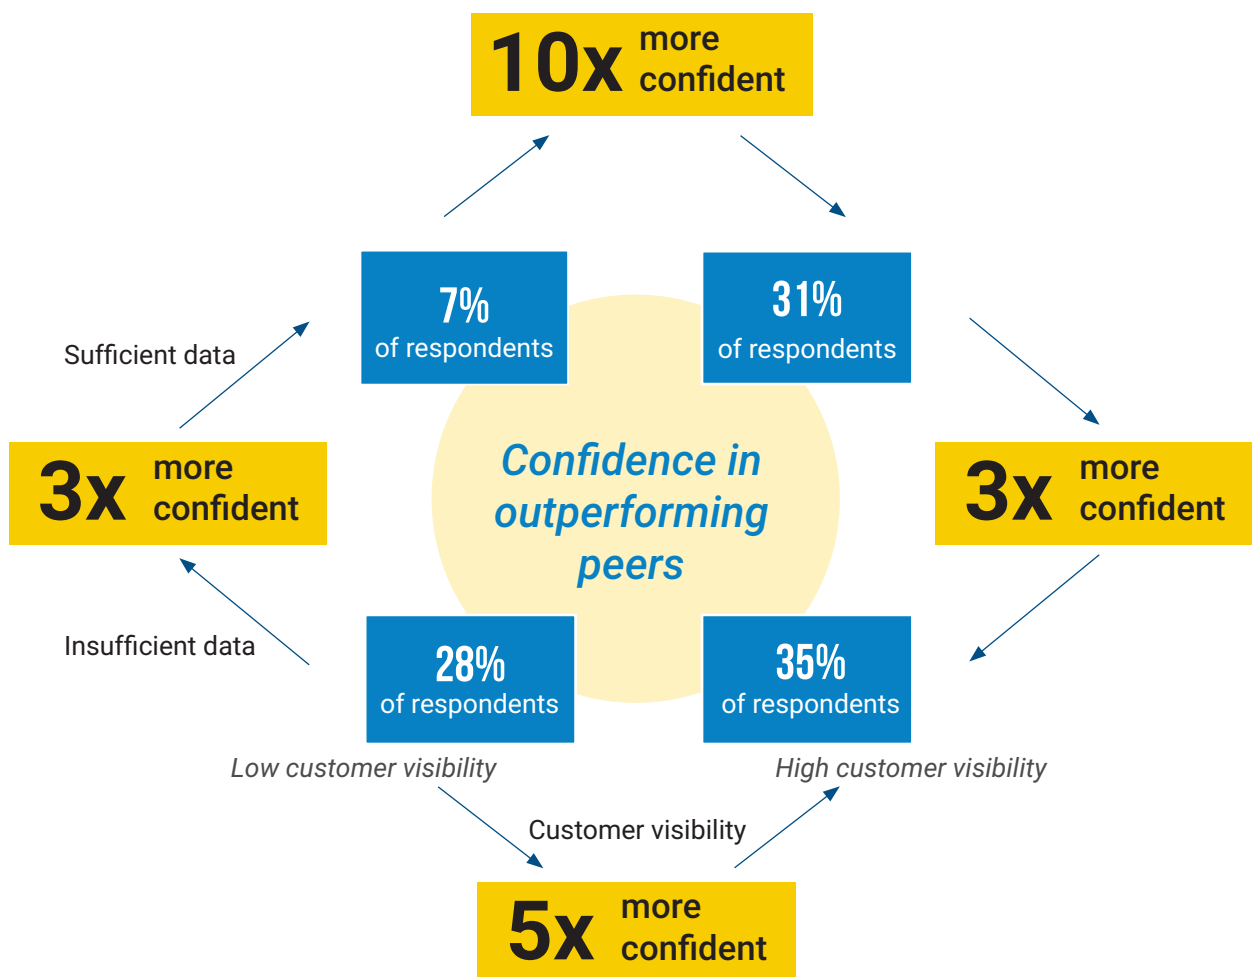 10x more
confident
7%
of respondents
31%
of respondents
Sufficient data
3x more
confident
Confidence in
outperforming
peers
3x more
confident
Insufficient data
28%
of respondents
35%
of respondents
Low customer visibility
High customer visibility
Customer visibility
5x more
confident